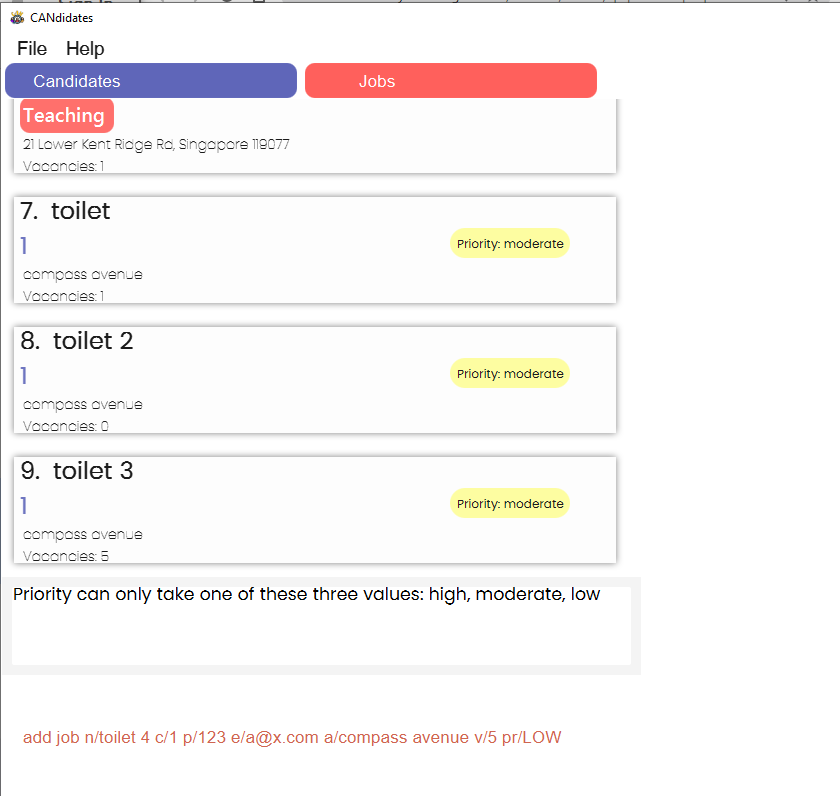 CANdidates
File Help
Candidates Jobs
Teaching
21 Lower Kent Ridge Rd, Singapore 119077
Vacancies: 1
7. toilet
1
Priority: moderate
compass avenue
Vacancies: 1
8. toilet 2
1
Priority: moderate
compass avenue
Vacancies: 0
9. toilet 3
1
Priority: moderate
compass avenue
Vacancies: 5
Priority can only take one of these three values: high, moderate, low
add job n/toilet 4 c/1 p/123 e/a@x.com a/compass avenue v/5 pr/LOW